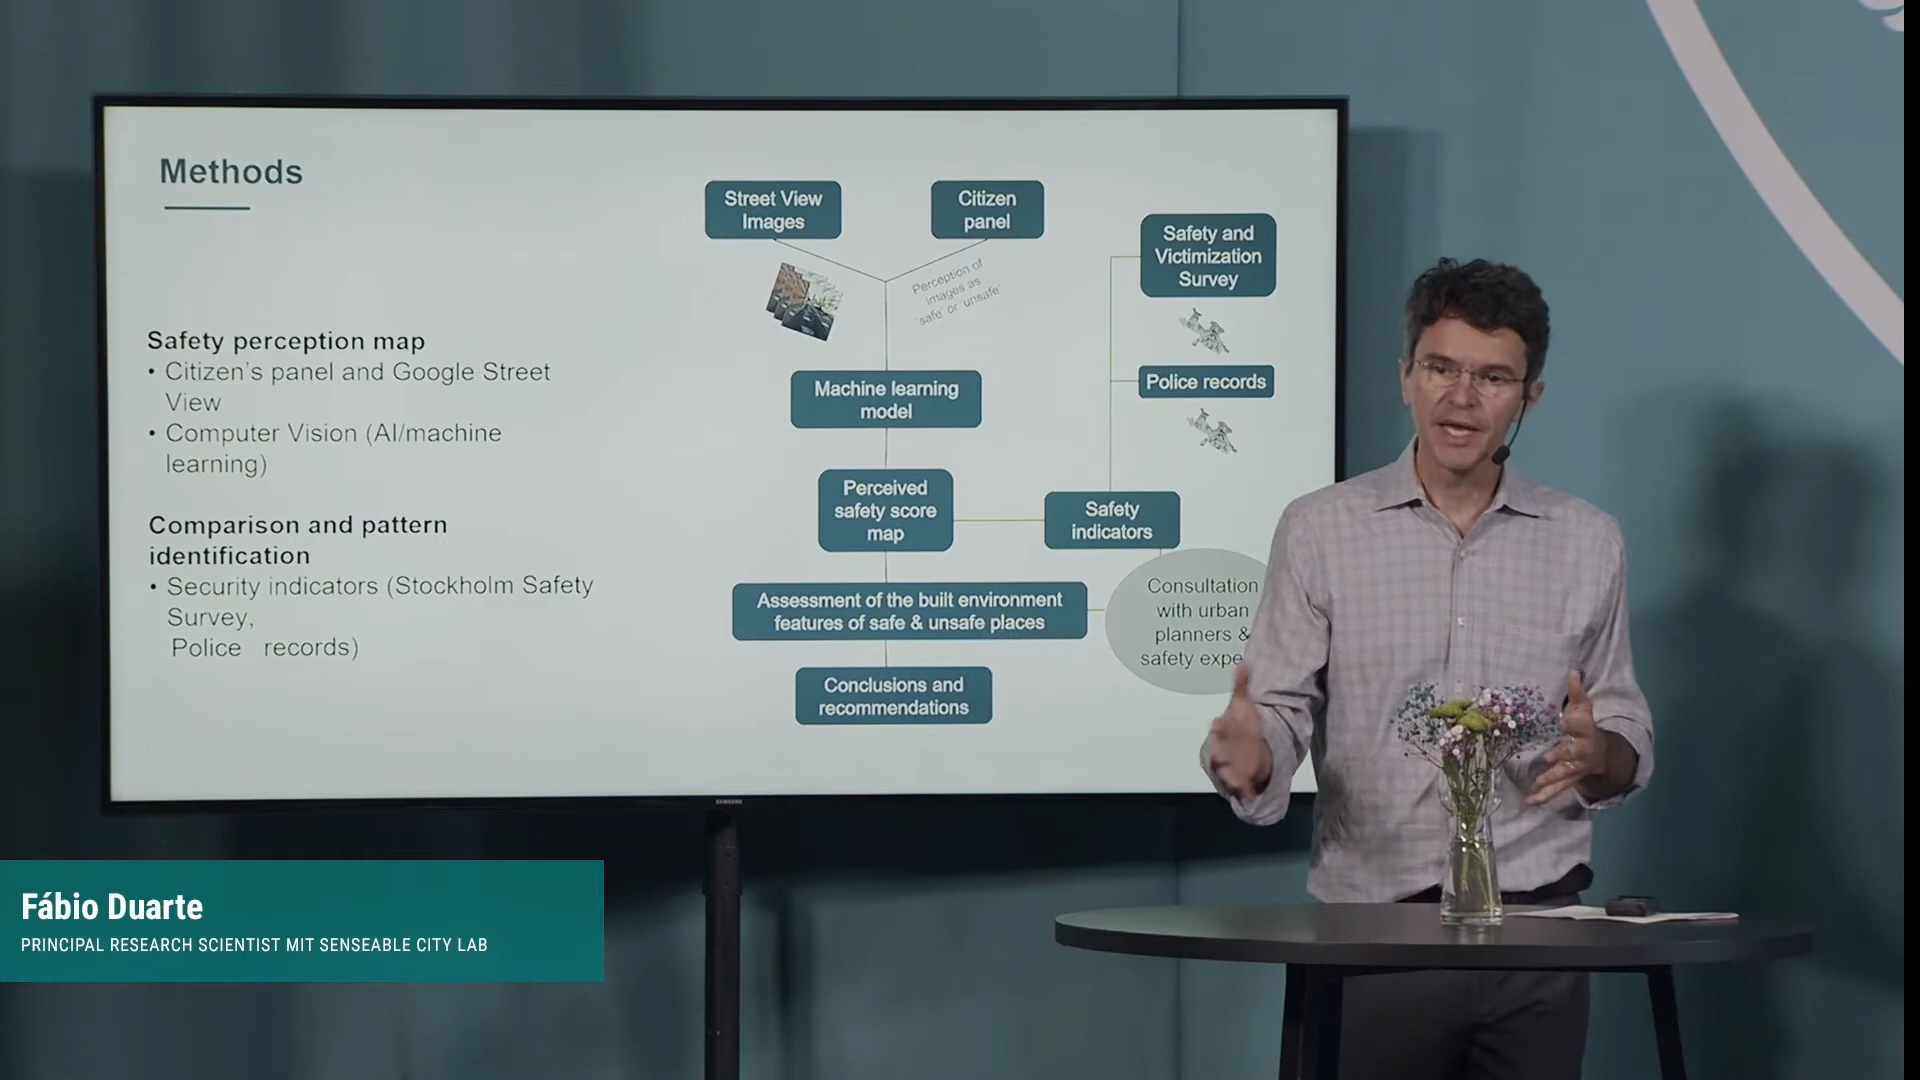 Methods
Safety perception map
• Citizen's panel and Google Street
View
• Computer Vision (AI/machine
learning)
Comparison and pattern
identification
• Security indicators (Stockholm Safety
Survey,
Police records)
Street View
Images
Citizen
panel
Perception of
images as
'safe' or 'unsafe'
Safety and
Victimization
Survey
Police records
Machine learning
model
Perceived
safety score
map
Safety
indicators
Assessment of the built environment
features of safe & unsafe places
Consultation
with urban
planners &
safety expe
Conclusions and
recommendations
SAMSUNG
Fábio Duarte
PRINCIPAL RESEARCH SCIENTIST MIT SENSEABLE CITY LAB